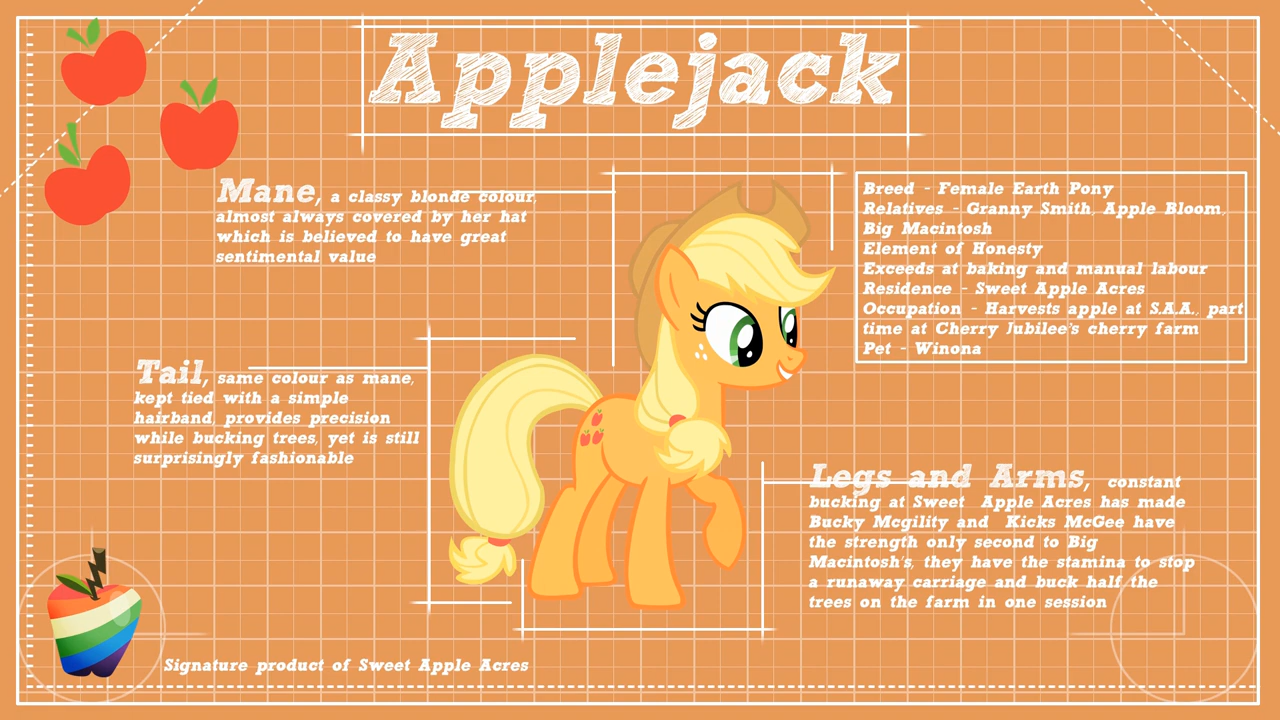 Applejack
Mane, a classy blonde colour,
almost always covered by her hat
which is believed to have great
sentimental value
Breed - Female Earth Pony
Relatives - Granny Smith, Apple Bloom,
Big Macintosh
Element of Honesty
Exceeds at baking and manual labour
Residence - Sweet Apple Acres
Occupation - Harvests apple at S.A.A., part
time at Cherry Jubilee's cherry farm
Pet - Winona
Tail, same colour as mane,
kept tied with a simple
hairband, provides precision
while bucking trees, yet is still
surprisingly fashionable
Legs and Arms, constant
bucking at Sweet Apple Acres has made
Bucky Mcgility and Kicks McGee have
the strength only second to Big
Macintosh's, they have the stamina to stop
a runaway carriage and buck half the
trees on the farm in one session
Signature product of Sweet Apple Acres